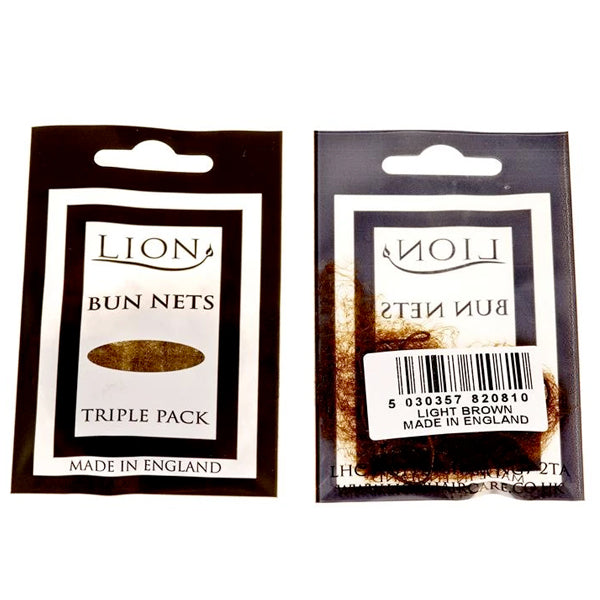 LION
BUN NETS
TRIPLE PACK
MADE IN ENGLAND
LION
BUN NETS
5 030357 820810
LIGHT BROWN
MADE IN ENGLAND
2TA